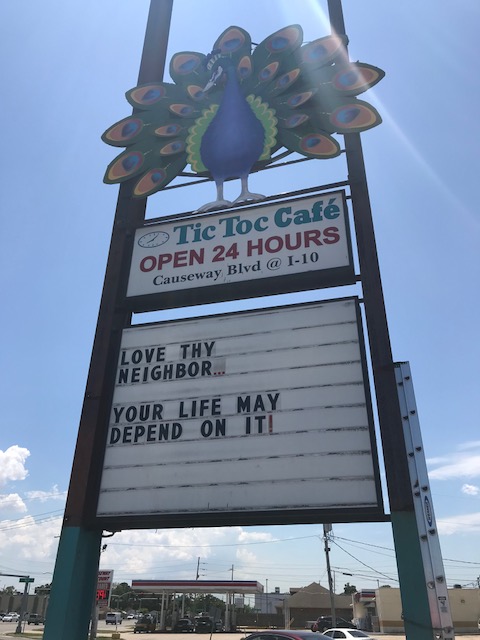 Tic Toc Café
OPEN 24 HOURS
Causeway Blvd @ I-10
LOVE THY
NEIGHBOR...
YOUR LIFE MAY
DEPEND ON IT!